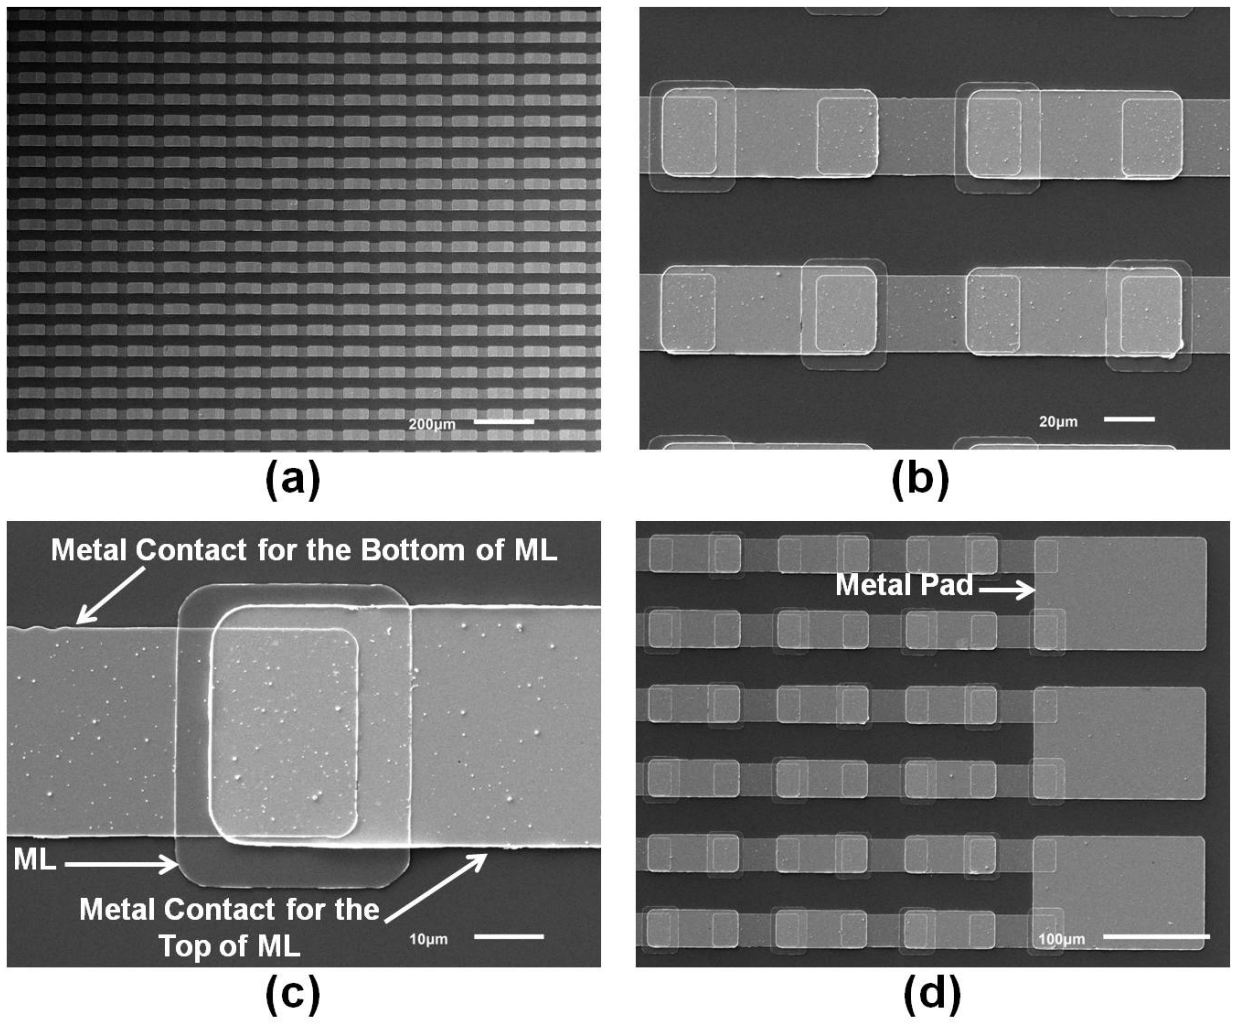 200μm
(a)
20μm
(b)
Metal Contact for the Bottom of ML
ML
Metal Contact for the
Top of ML
10μm
(c)
Metal Pad
100μm
(d)